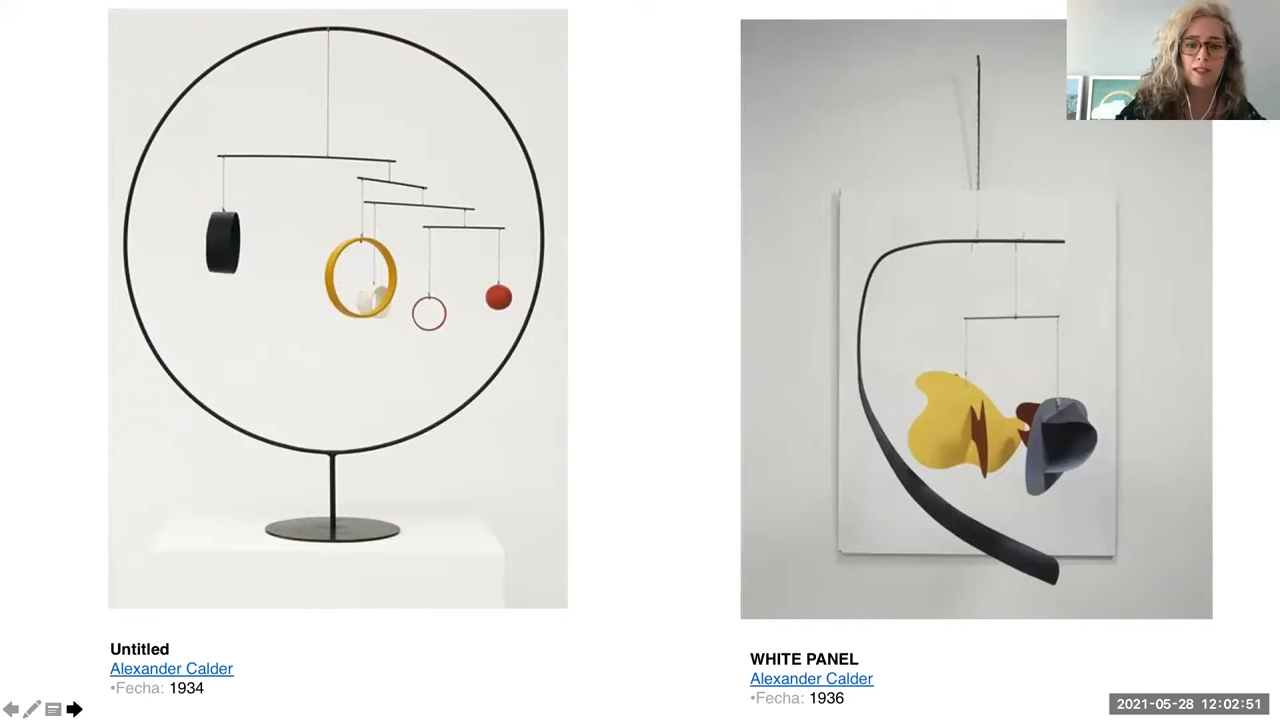 Untitled
Alexander Calder
•Fecha: 1934
WHITE PANEL
Alexander Calder
•Fecha: 1936
2021-05-28 12:02:51